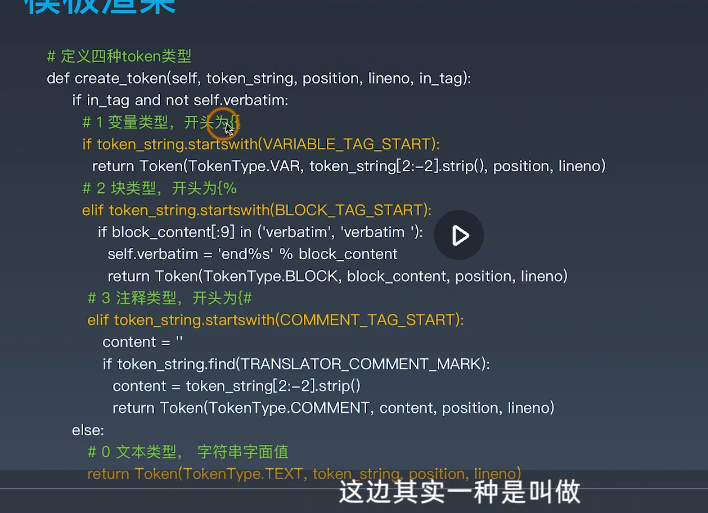 模板渲染
# 定义四种token类型
def create_token(self, token_string, position, lineno, in_tag):
if in_tag and not self.verbatim:
# 1 变量类型，开头为{{
if token_string.startswith(VARIABLE_TAG_START):
return Token(TokenType.VAR, token_string[2:-2].strip(), position, lineno)
# 2 块类型，开头为{%
elif token_string.startswith(BLOCK_TAG_START):
if block_content[:9] in ('verbatim', 'verbatim '):
self.verbatim = 'end%s' % block_content
return Token(TokenType.BLOCK, block_content, position, lineno)
# 3 注释类型，开头为{#
elif token_string.startswith(COMMENT_TAG_START):
content = ''
if token_string.find(TRANSLATOR_COMMENT_MARK):
content = token_string[2:-2].strip()
return Token(TokenType.COMMENT, content, position, lineno)
else:
# 0 文本类型， 字符串字面值
return Token(TokenType.TEXT, token_string, position, lineno)
这边其实一种是叫做